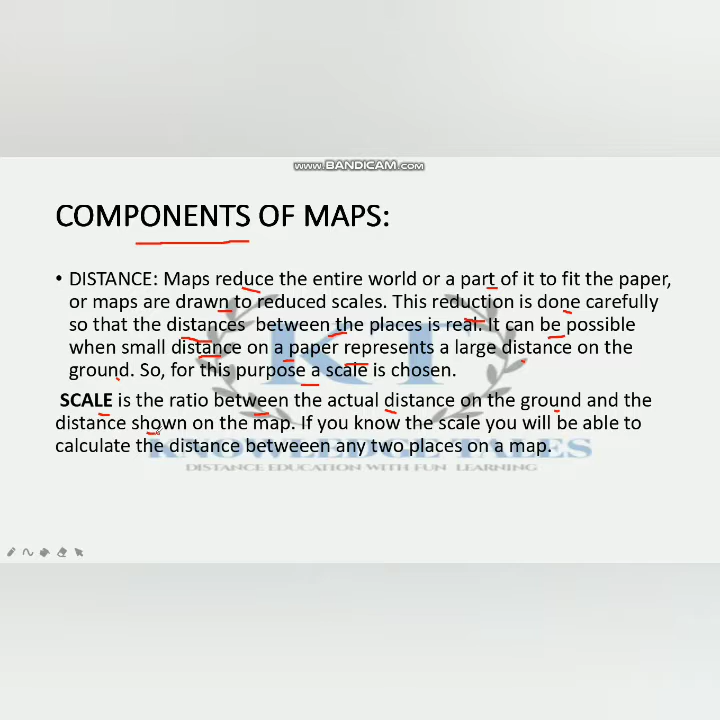 www.BANDICAM.com
COMPONENTS OF MAPS:
• DISTANCE: Maps reduce the entire world or a part of it to fit the paper,
or maps are drawn to reduced scales. This reduction is done carefully
so that the distances between the places is real. It can be possible
when small distance on a paper represents a large distance on the
ground. So, for this purpose a scale is chosen.
SCALE is the ratio between the actual distance on the ground and the
distance shown on the map. If you know the scale you will be able to
calculate the distance betweeen any two places on a map.
KT
KNOWLEDGE TALES
DISTANCE EDUCATION WITH FUN LEARNING